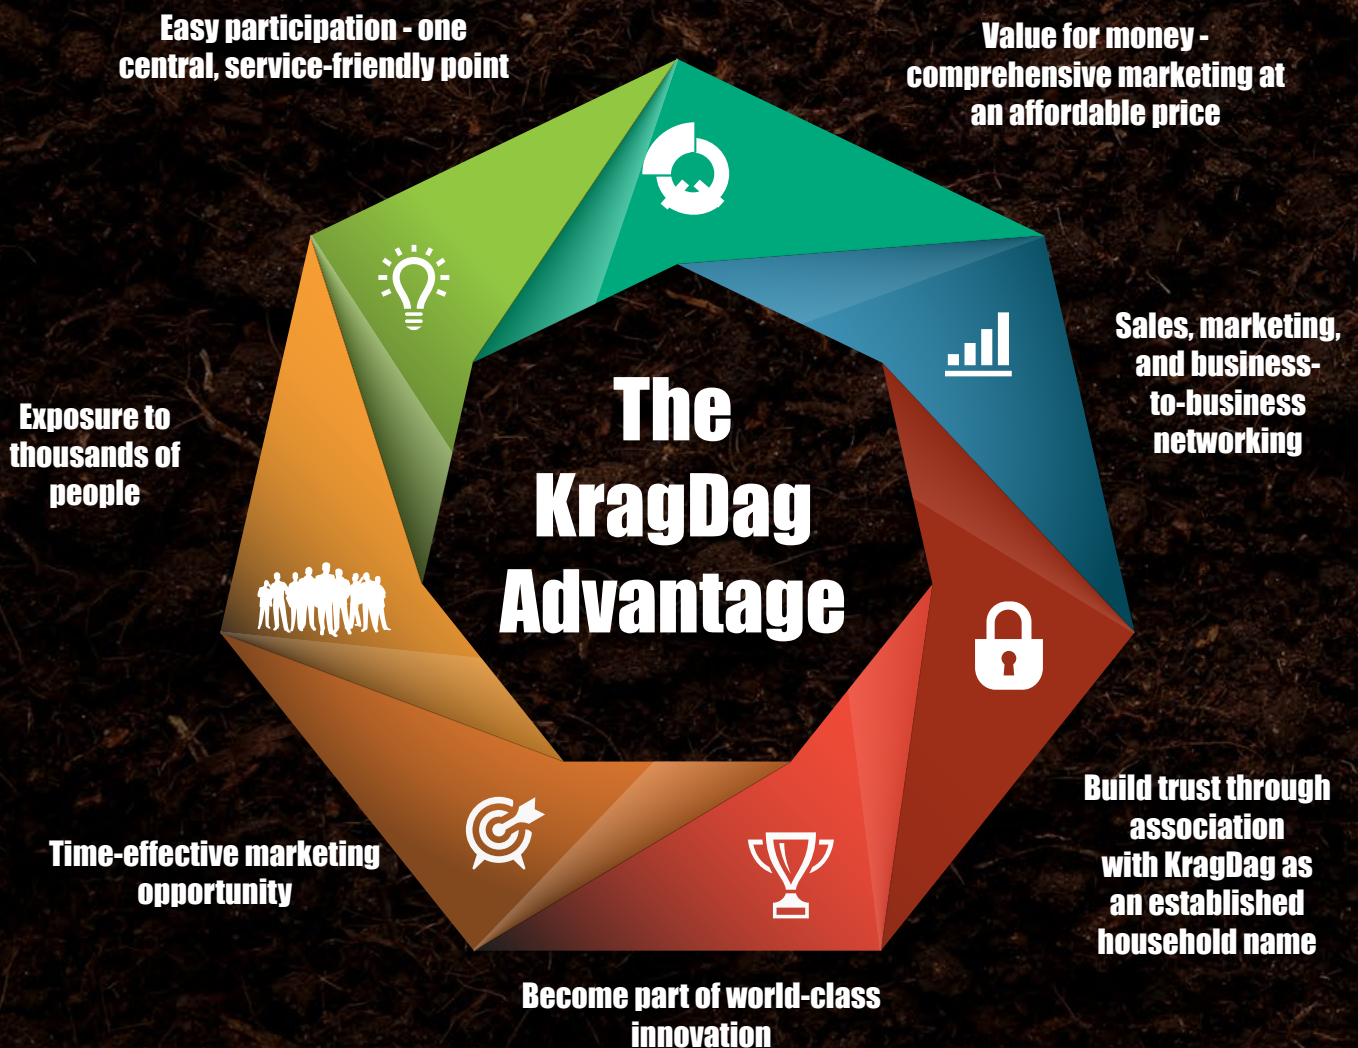 Easy participation - one
central, service-friendly point
Value for money -
comprehensive marketing at
an affordable price
Sales, marketing,
and business-
to-business
networking
Exposure to
thousands of
people
The
KragDag
Advantage
Build trust through
association
with KragDag as
an established
household name
Time-effective marketing
opportunity
Become part of world-class
innovation